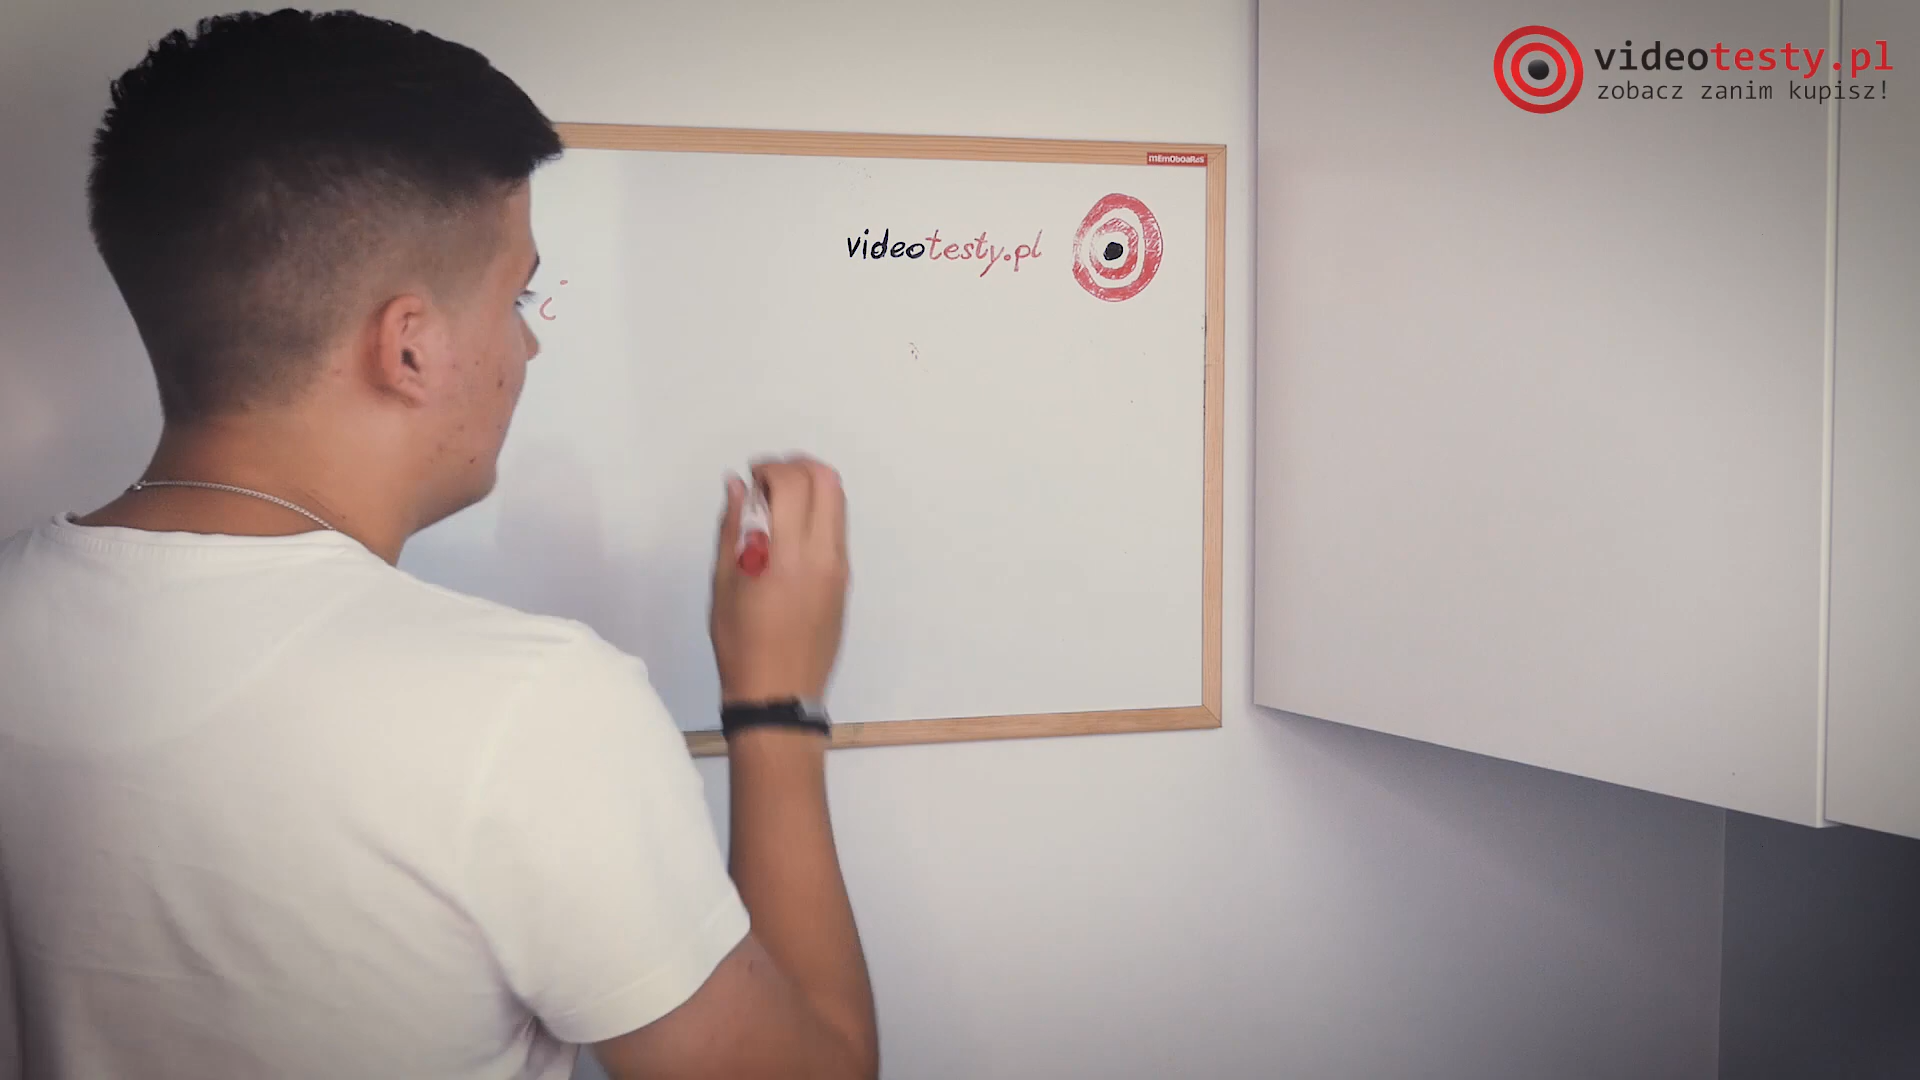 videotesty.pl
zobacz zanim kupisz!
mEmOboaRdS
videotesty.pl
ć